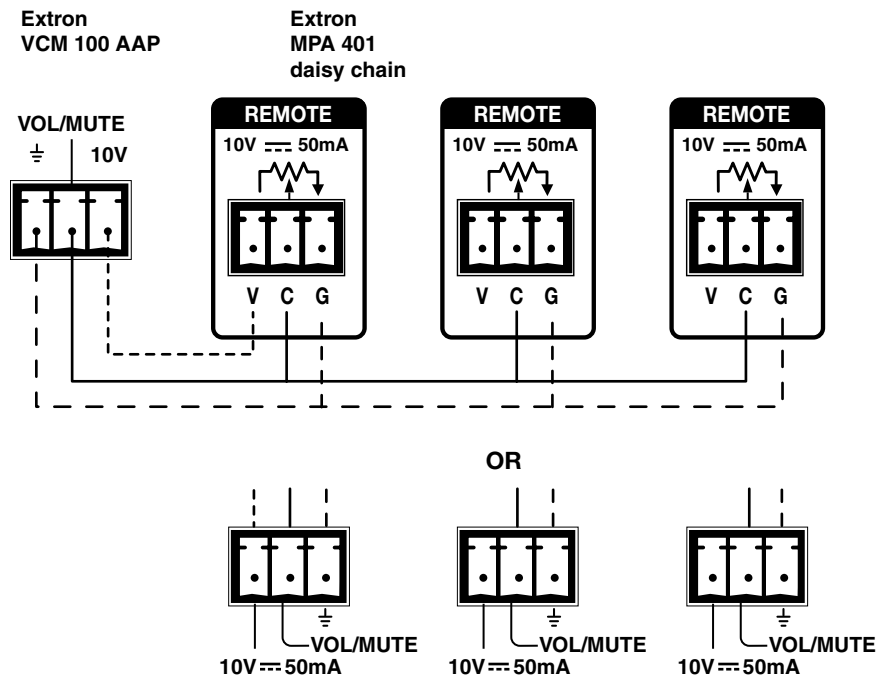 Extron
VCM 100 AAP
Extron
MPA 401
daisy chain
VOL/MUTE
10V
REMOTE
10V 50mA
V C G
REMOTE
10V 50mA
V C G
REMOTE
10V 50mA
V C G
OR
VOL/MUTE
10V 50mA
VOL/MUTE
10V 50mA
VOL/MUTE
10V 50mA